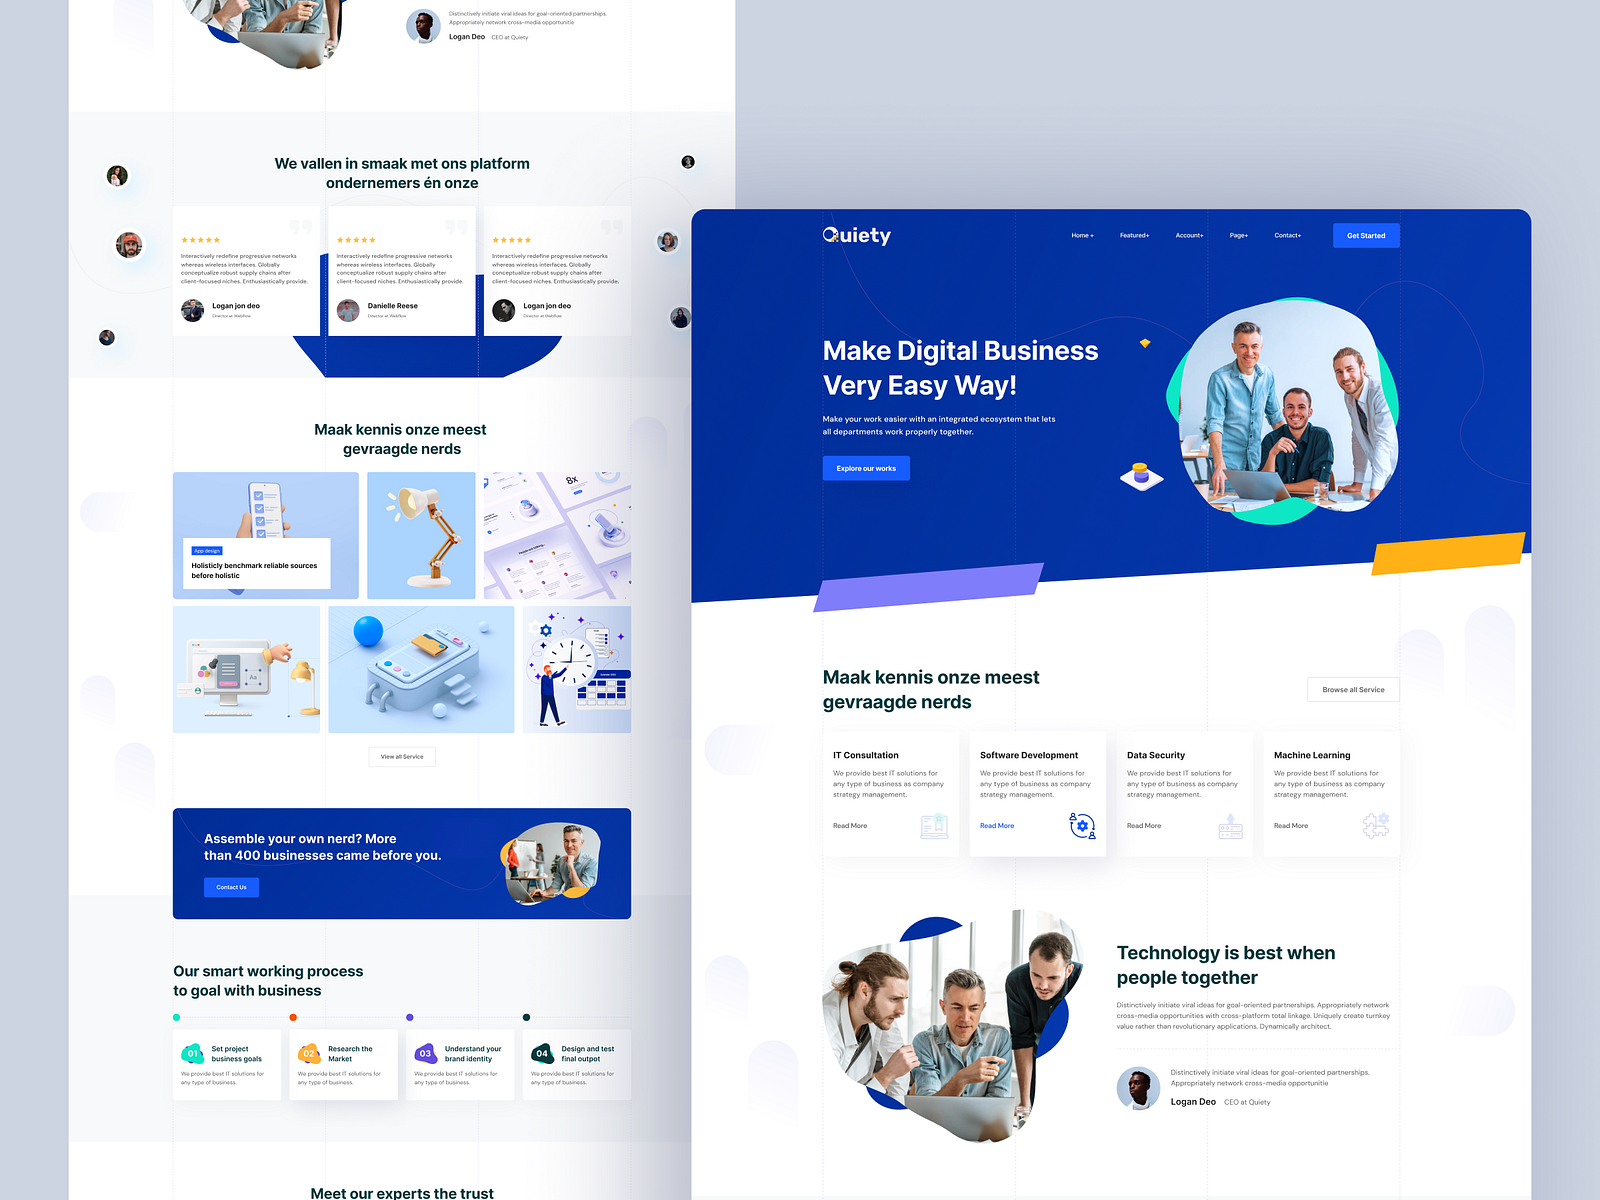 Distinctively initiate viral ideas for goal-oriented partnerships.
Appropriately network cross-media opportunitie
Logan Deo CEO at Quiety
We vallen in smaak met ons platform
ondernemers én onze
★★★★★
Interactively redefine progressive networks
whereas wireless interfaces. Globally
conceptualize robust supply chains after
client-focused niches. Enthusiastically provide.
Logan jon deo
Director at Webflow
★★★★★
Interactively redefine progressive networks
whereas wireless interfaces. Globally
conceptualize robust supply chains after
client-focused niches. Enthusiastically provide.
Danielle Reese
Director at Webflow
★★★★★
Interactively redefine progressive networks
whereas wireless interfaces. Globally
conceptualize robust supply chains after
client-focused niches. Enthusiastically provide.
Logan jon deo
Director at Webflow
Maak kennis onze meest
gevraagde nerds
App design
Holisticly benchmark reliable sources
before holistic
8x
Aa
View all Service
Assemble your own nerd? More
than 400 businesses came before you.
Contact Us
Our smart working process
to goal with business
01
Set project
business goals
We provide best IT solutions for
any type of business.
02
Research the
Market
We provide best IT solutions for
any type of business.
03
Understand your
brand identity
We provide best IT solutions for
any type of business.
04
Design and test
final outpot
We provide best IT solutions for
any type of business.
Meet our experts the trust
Quiety
Home + Featured+ Account+ Page+ Contact+ Get Started
Make Digital Business
Very Easy Way!
Make your work easier with an integrated ecosystem that lets
all departments work properly together.
Explore our works
Maak kennis onze meest
gevraagde nerds
Browse all Service
IT Consultation
We provide best IT solutions for
any type of business as company
strategy management.
Read More
Software Development
We provide best IT solutions for
any type of business as company
strategy management.
Read More
Data Security
We provide best IT solutions for
any type of business as company
strategy management.
Read More
Machine Learning
We provide best IT solutions for
any type of business as company
strategy management.
Read More
Technology is best when
people together
Distinctively initiate viral ideas for goal-oriented partnerships. Appropriately network
cross-media opportunities with cross-platform total linkage. Uniquely create turnkey
value rather than revolutionary applications. Dynamically architect.
Distinctively initiate viral ideas for goal-oriented partnerships.
Appropriately network cross-media opportunitie
Logan Deo CEO at Quiety